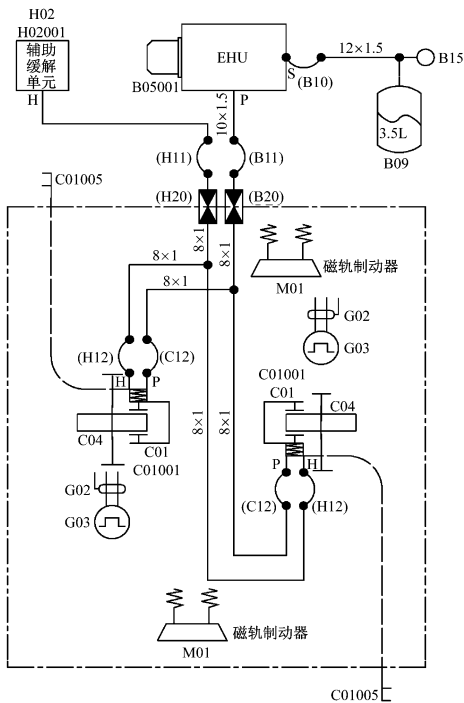 H02
H02001
辅助
缓解
单元
H
EHU
B05001
S
P
(B10)
12×1.5
B15
3.5L
B09
10×1.5
(H11)
(B11)
C01005
(H20)
(B20)
8×1
8×1
磁轨制动器
M01
8×1
8×1
G02
G03
(H12)
(C12)
H
P
C01001
C01
C04
C04
C01
C01001
8×1
8×1
P
H
G02
G03
(C12)
(H12)
磁轨制动器
M01
C01005